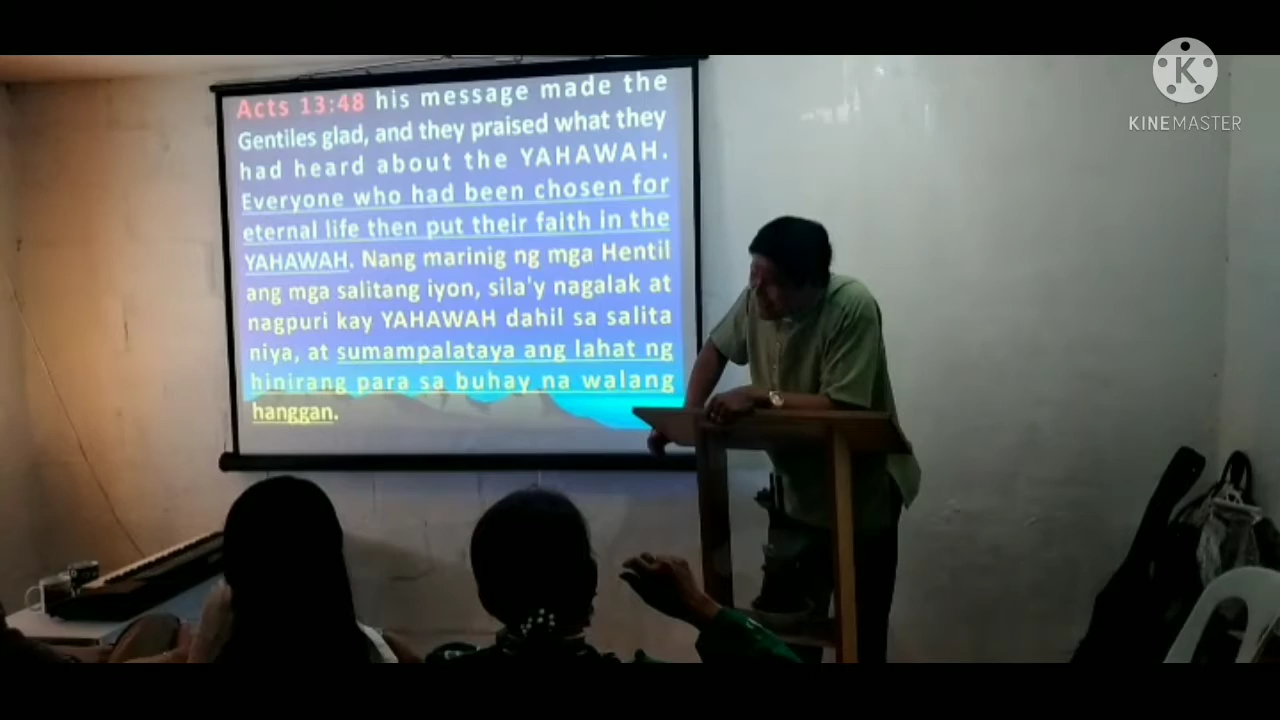 Acts 13:48 his message made the
Gentiles glad, and they praised what they
had heard about the YAHAWAH.
Everyone who had been chosen for
eternal life then put their faith in the
YAHAWAH. Nang marinig ng mga Hentil
ang mga salitang iyon, sila'y nagalak at
nagpuri kay YAHAWAH dahil sa salita
niya, at sumampalataya ang lahat ng
hinirang para sa buhay na walang
hanggan.
K
KINEMASTER